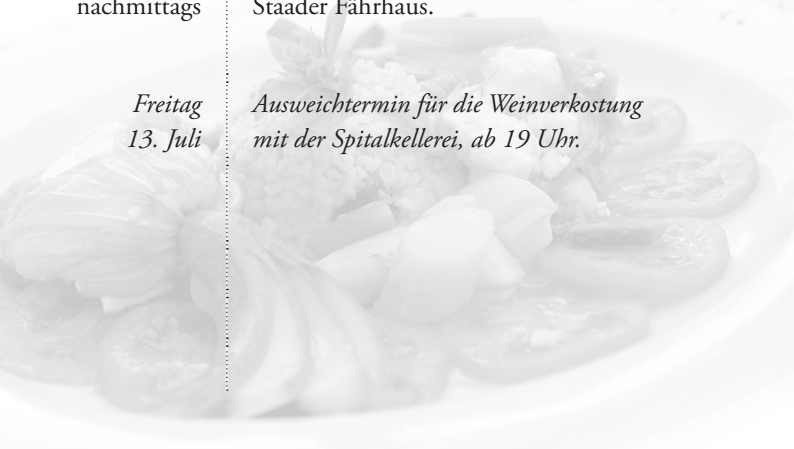 nachmittags
Staader Fährhaus.
Freitag
13. Juli
Ausweichtermin für die Weinverkostung
mit der Spitalkellerei, ab 19 Uhr.